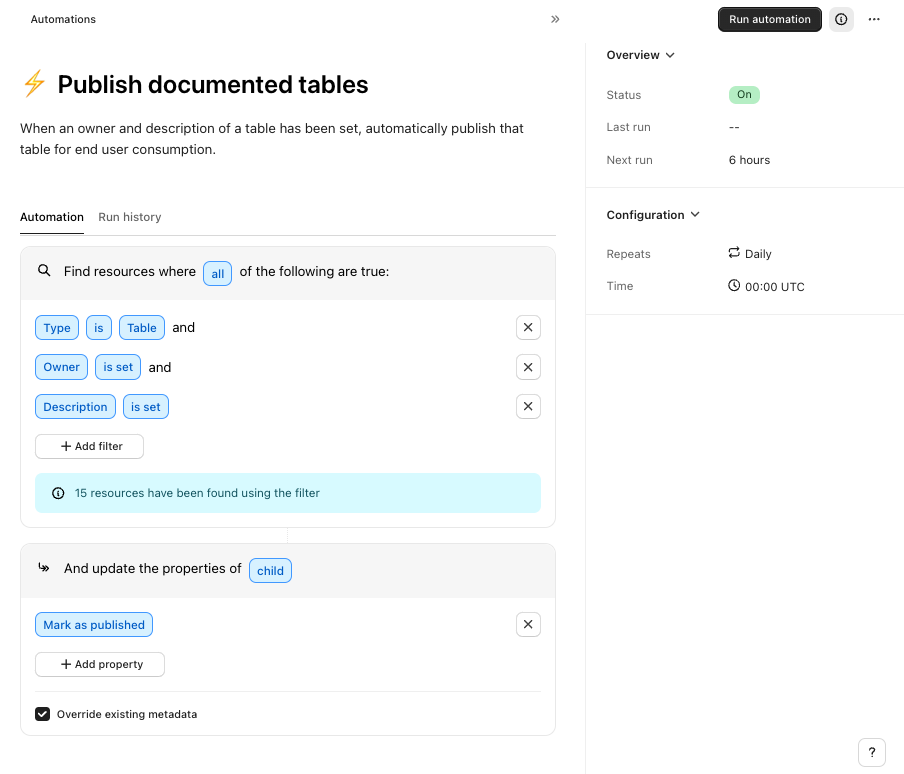 Automations
Run automation
Publish documented tables
When an owner and description of a table has been set, automatically publish that
table for end user consumption.
Automation Run history
Find resources where all of the following are true:
Type is Table and
Owner is set and
Description is set
Add filter
15 resources have been found using the filter
And update the properties of child
Mark as published
Add property
Override existing metadata
Overview
Status On
Last run --
Next run 6 hours
Configuration
Repeats Daily
Time 00:00 UTC
?